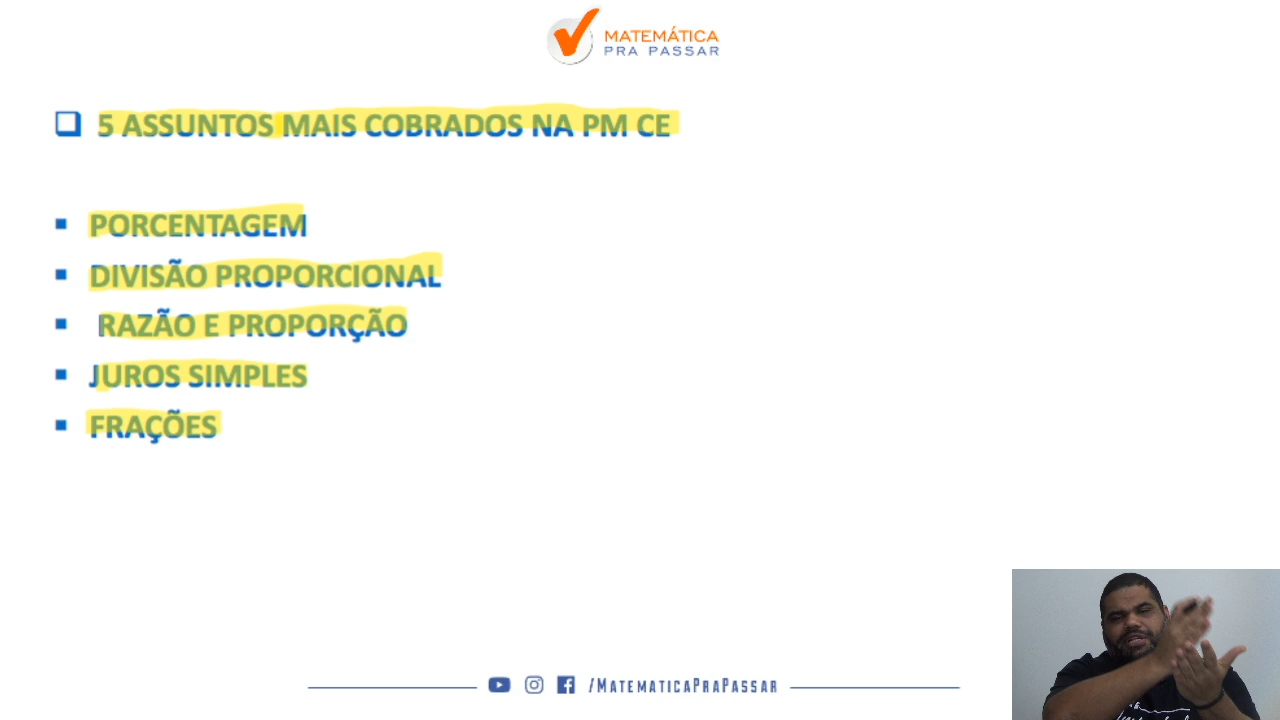 MATEMÁTICA
PRA PASSAR
5 ASSUNTOS MAIS COBRADOS NA PM CE
PORCENTAGEM
DIVISÃO PROPORCIONAL
RAZÃO E PROPORÇÃO
JUROS SIMPLES
FRAÇÕES
/MATEMATICAPRAPASSAR